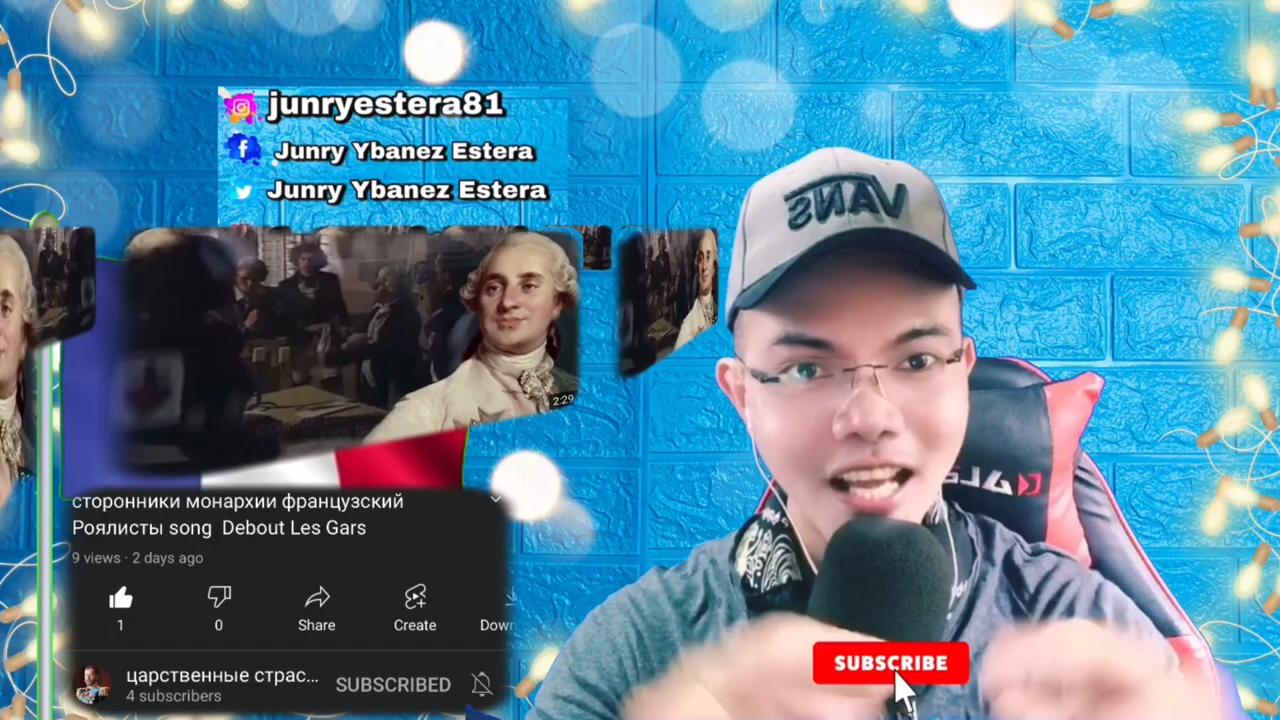 junryestera81
Junry Ybanez Estera
Junry Ybanez Estera
VANS
2:29
сторонники монархии французский
Роялисты song Debout Les Gars
9 views · 2 days ago
1
0
Share
Create
Down
царственные страс...
4 subscribers
SUBSCRIBED
SUBSCRIBE